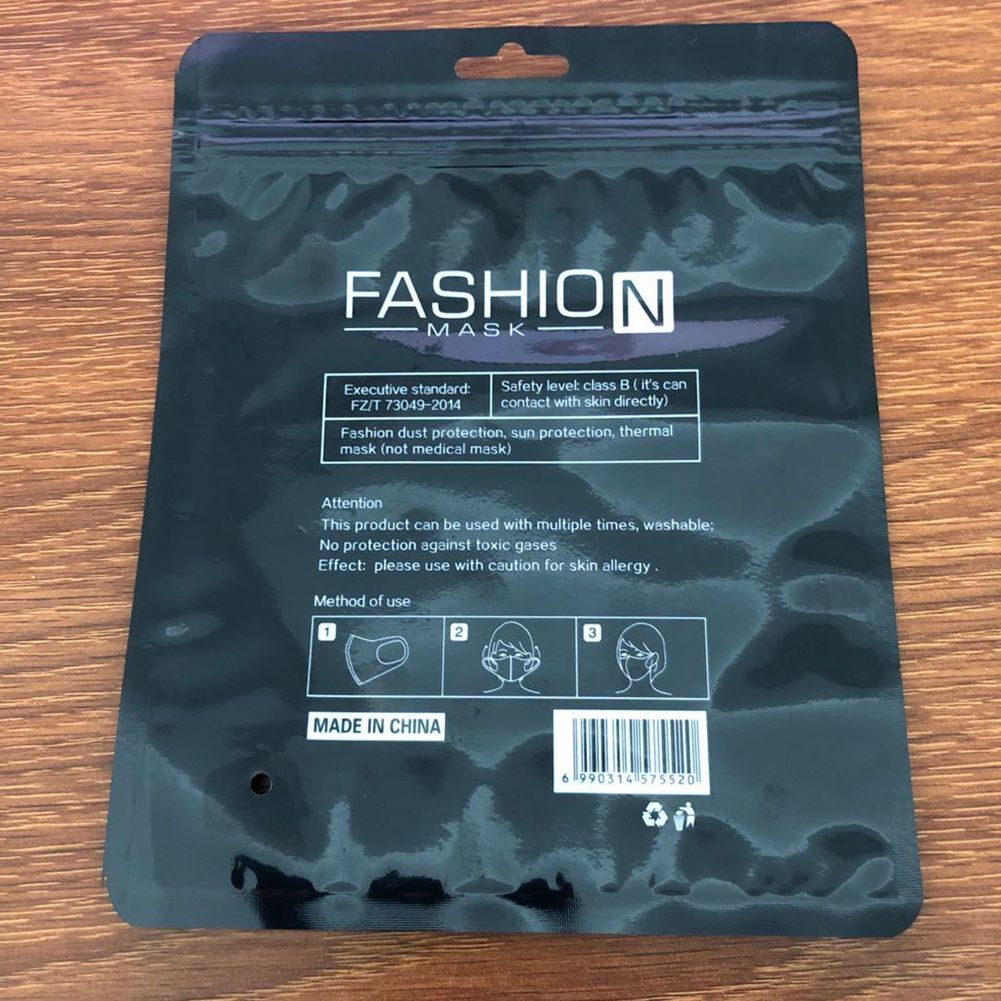 FASHION
MASK
Executive standard:
FZ/T 73049-2014
Safety level: class B ( it's can
contact with skin directly)
Fashion dust protection, sun protection, thermal
mask (not medical mask)
Attention
This product can be used with multiple times, washable;
No protection against toxic gases
Effect: please use with caution for skin allergy .
Method of use
1
2
3
MADE IN CHINA
6 990314 575520